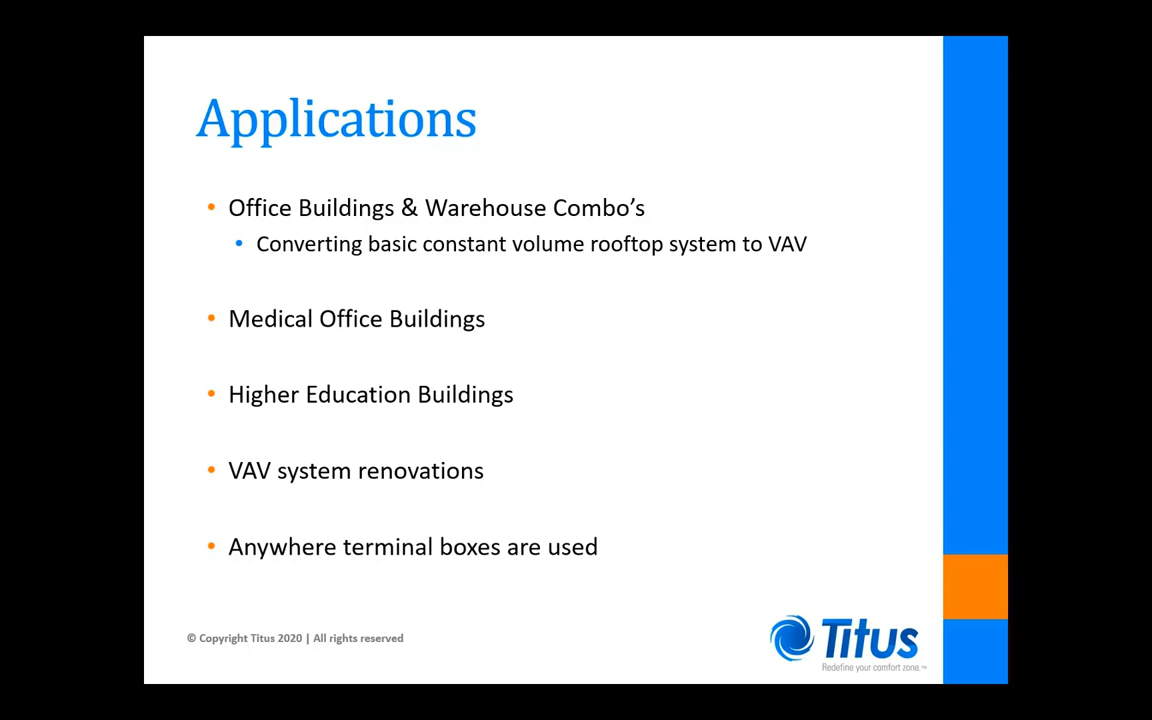 Applications
• Office Buildings & Warehouse Combo’s
• Converting basic constant volume rooftop system to VAV
• Medical Office Buildings
• Higher Education Buildings
• VAV system renovations
• Anywhere terminal boxes are used
© Copyright Titus 2020 | All rights reserved
Titus
Redefine your comfort zone.™